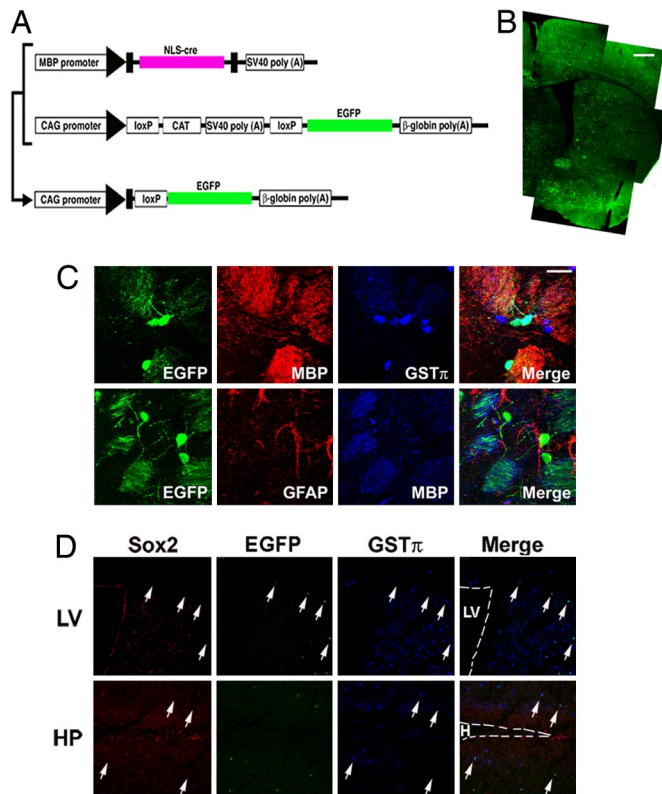 A
B
NLS-cre
MBP promoter
SV40 poly (A)
EGFP
CAG promoter
loxP
CAT
SV40 poly (A)
loxP
β-globin poly(A)
EGFP
CAG promoter
loxP
β-globin poly(A)
C
EGFP
MBP
GSTπ
Merge
EGFP
GFAP
MBP
Merge
D
Sox2
EGFP
GSTπ
Merge
LV
LV
HP
H